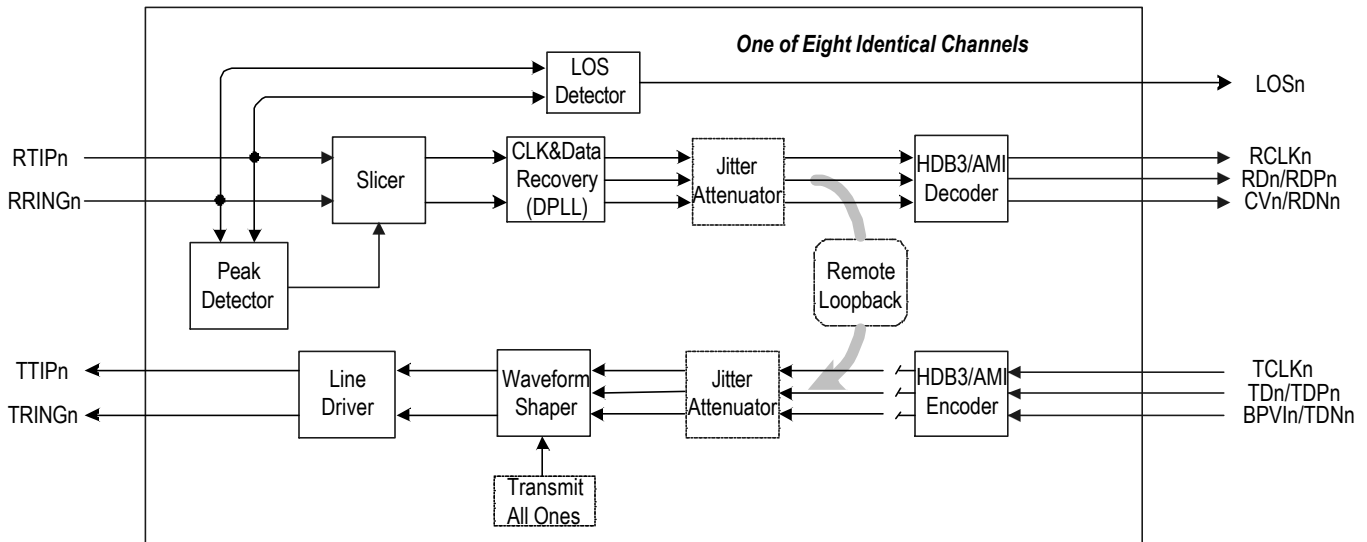 One of Eight Identical Channels
LOS
Detector
LOSn
RTIPn
RRINGn
Slicer
CLK&Data
Recovery
(DPLL)
Jitter
Attenuator
HDB3/AMI
Decoder
RCLKn
RDn/RDPn
CVn/RDNn
Peak
Detector
Remote
Loopback
TTIPn
TRINGn
Line
Driver
Waveform
Shaper
Jitter
Attenuator
HDB3/AMI
Encoder
TCLKn
TDn/TDPn
BPVIn/TDNn
Transmit
All Ones